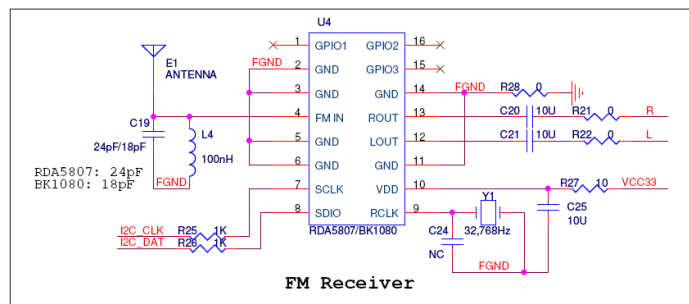 U4
1 GPIO1 GPIO2 16
E1
ANTENNA
FGND 2 GND GPIO3 15
3 GND GND 14 FGND R28 0
C19
24pF/18pF
4 FM IN ROUT 13 C20 10U R21 0 R
L4
100nH
5 GND LOUT 12 C21 10U R22 0 L
6 GND GND 11
RDA5807: 24pF
BK1080: 18pF
FGND
7 SCLK VDD 10 R27 10 VCC33
8 SDIO RCLK 9 Y1
32,768Hz
C25
10U
I2C_CLK R25 1K
I2C_DAT R26 1K
RDA5807/BK1080
C24
NC
FGND
FM Receiver